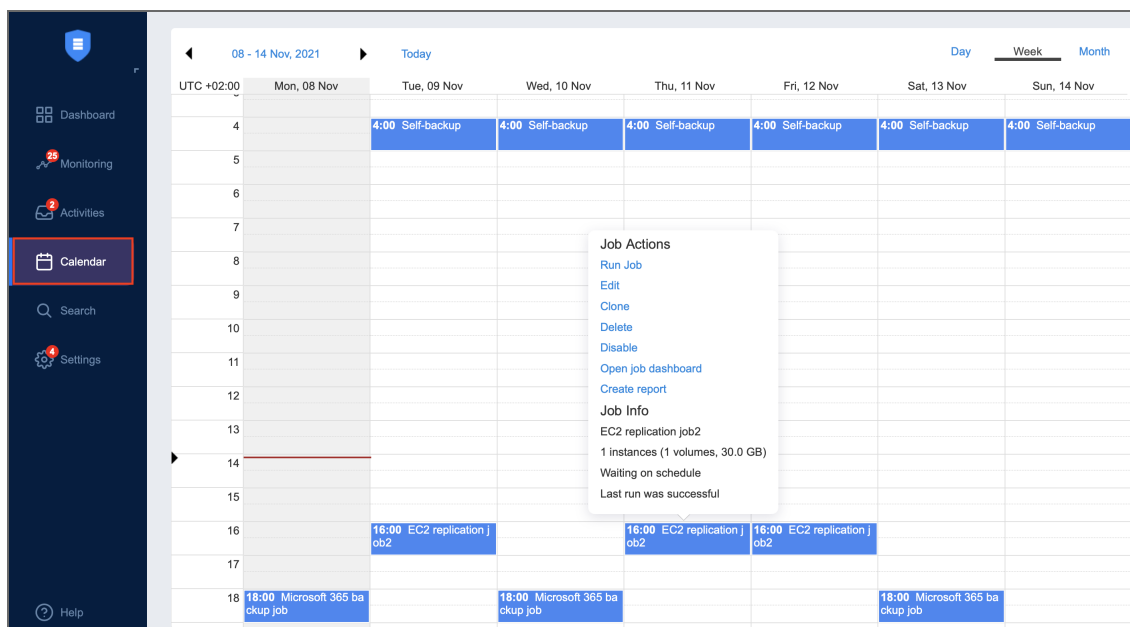 08 - 14 Nov, 2021
Today
Day
Week
Month
UTC +02:00
Mon, 08 Nov
Tue, 09 Nov
Wed, 10 Nov
Thu, 11 Nov
Fri, 12 Nov
Sat, 13 Nov
Sun, 14 Nov
Dashboard
25
Monitoring
2
Activities
Calendar
Search
4
Settings
Help
4
4:00 Self-backup
4:00 Self-backup
4:00 Self-backup
4:00 Self-backup
4:00 Self-backup
4:00 Self-backup
5
6
7
8
9
10
11
12
13
14
15
16
16:00 EC2 replication j
ob2
16:00 EC2 replication j
ob2
16:00 EC2 replication j
ob2
17
18
18:00 Microsoft 365 ba
ckup job
18:00 Microsoft 365 ba
ckup job
18:00 Microsoft 365 ba
ckup job
Job Actions
Run Job
Edit
Clone
Delete
Disable
Open job dashboard
Create report
Job Info
EC2 replication job2
1 instances (1 volumes, 30.0 GB)
Waiting on schedule
Last run was successful